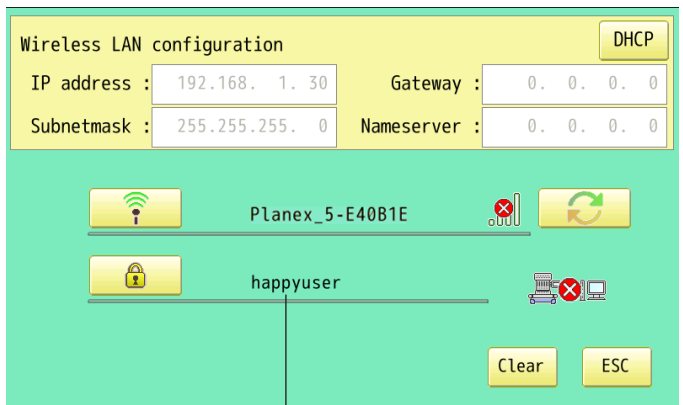 Wireless LAN configuration DHCP
IP address : 192.168. 1. 30 Gateway : 0. 0. 0. 0
Subnetmask : 255.255.255. 0 Nameserver : 0. 0. 0. 0
Planex_5-E40B1E
happyuser
Clear ESC